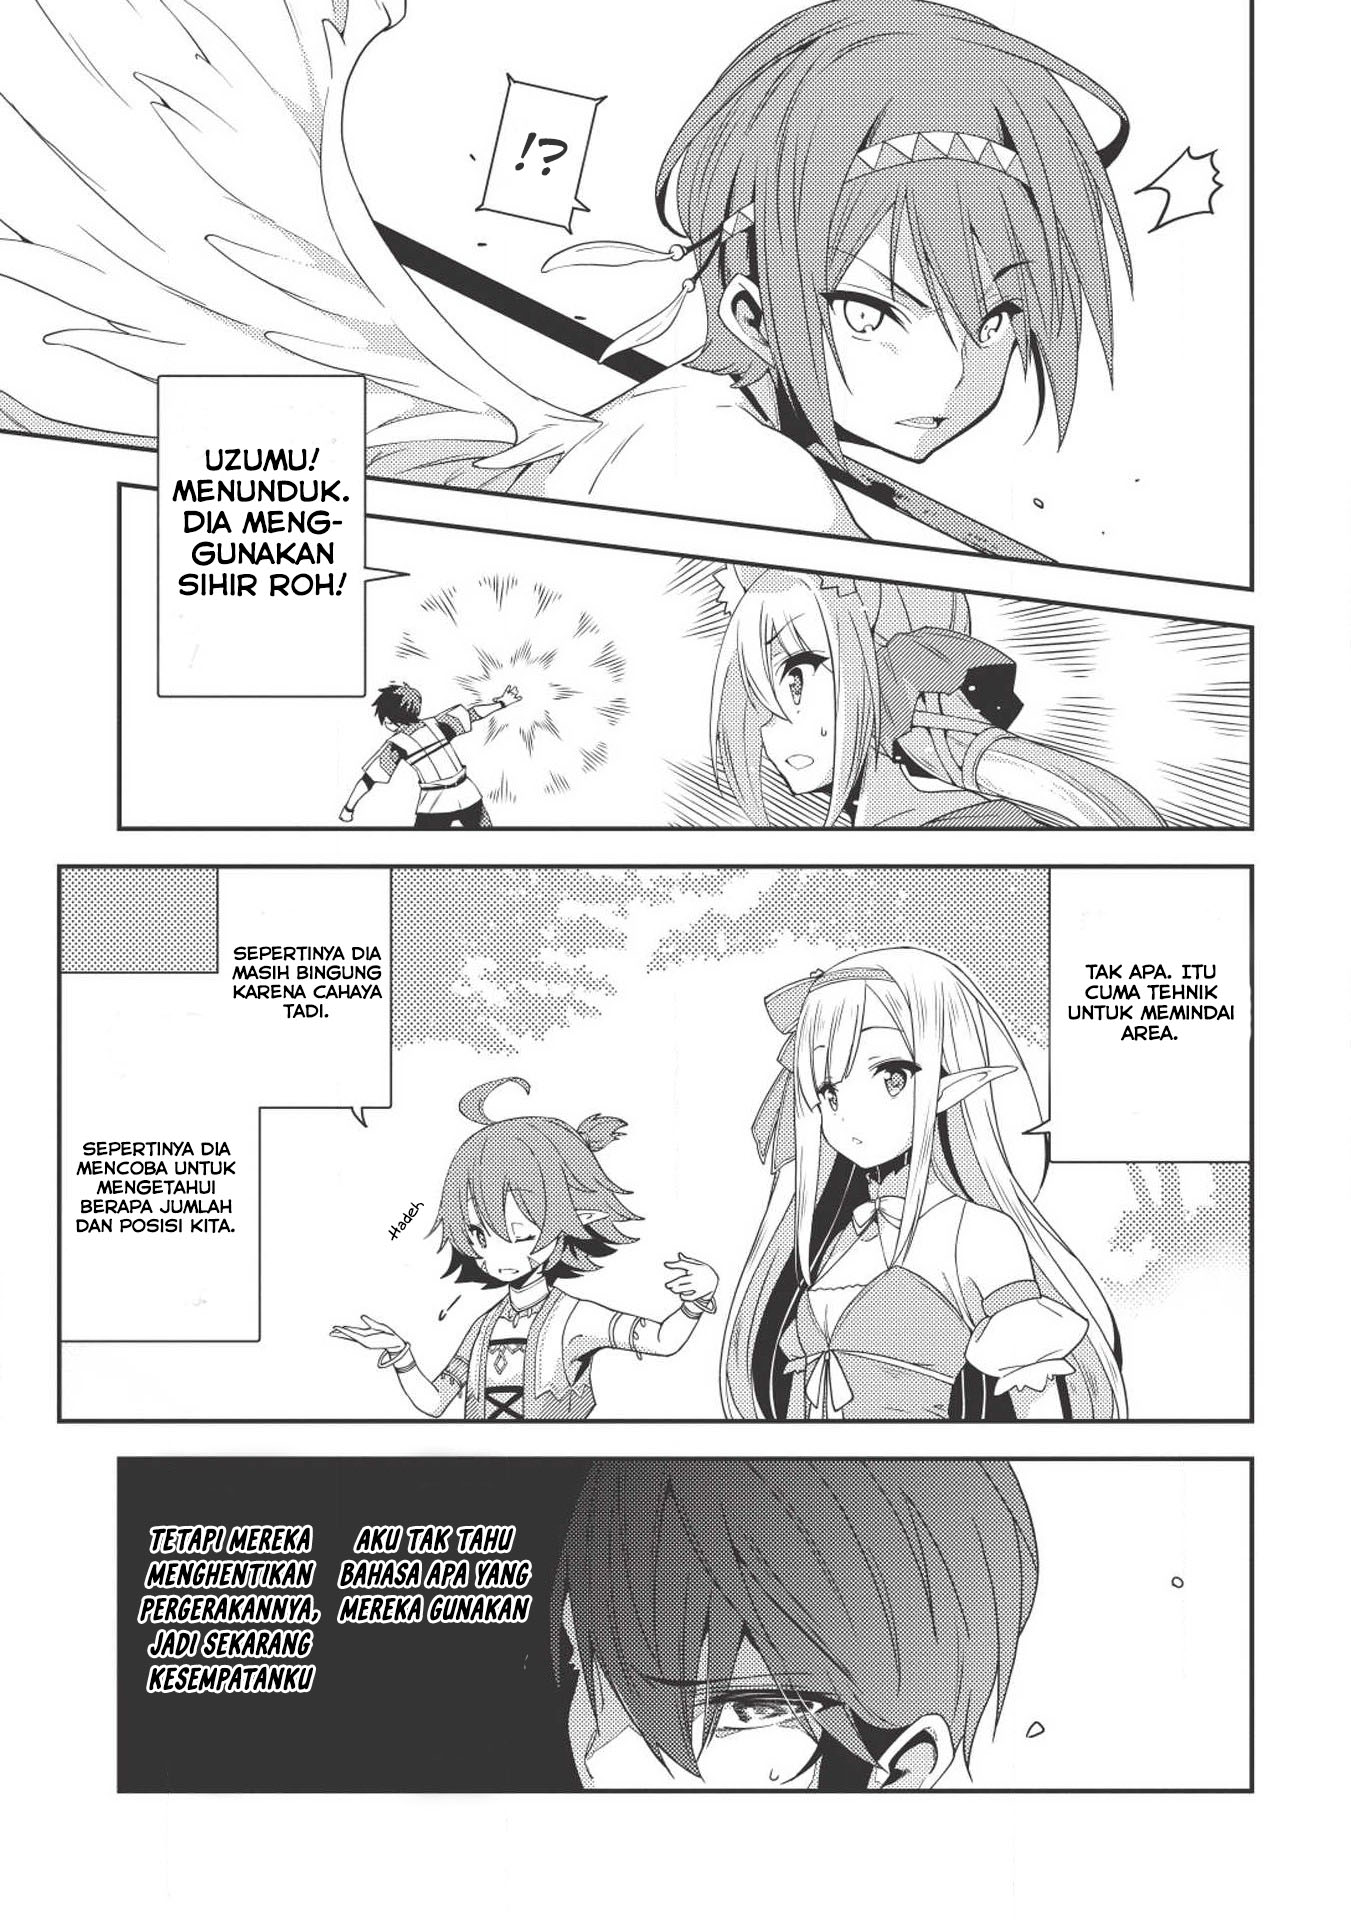 !?
UZUMU!
MENUNDUK.
DIA MENG-
GUNAKAN
SIHIR ROH!
TAK APA. ITU
CUMA TEHNIK
UNTUK MEMINDAI
AREA.
SEPERTINYA DIA
MASIH BINGUNG
KARENA CAHAYA
TADI.
SEPERTINYA DIA
MENCOBA UNTUK
MENGETAHUI
BERAPA JUMLAH
DAN POSISI KITA.
Hadeh
AKU TAK TAHU
BAHASA APA YANG
MEREKA GUNAKAN
TETAPI MEREKA
MENGHENTIKAN
PERGERAKANNYA,
JADI SEKARANG
KESEMPATANKU